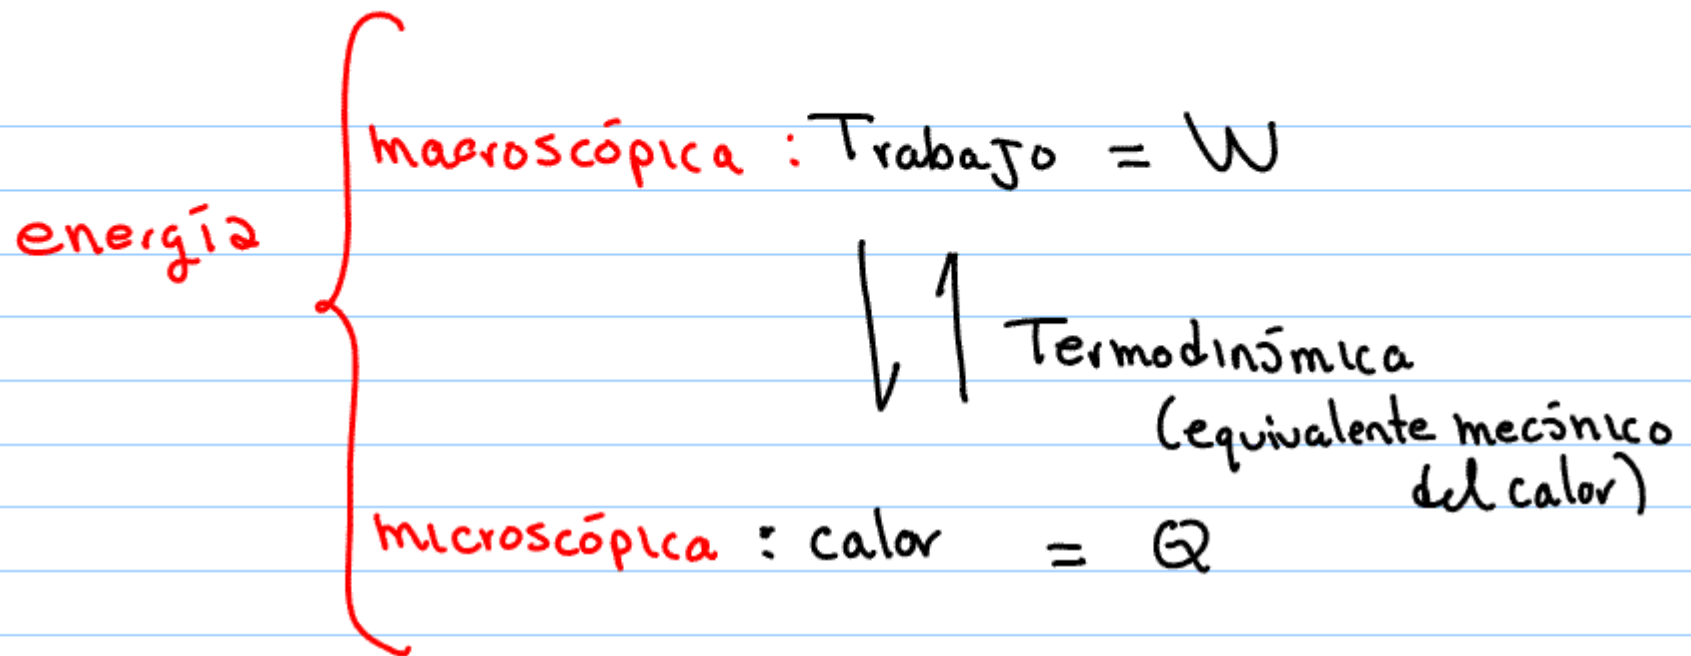 macroscópica : Trabajo = W
energía
Termodinámica
(equivalente mecánico
del calor)
microscópica : calor = Q